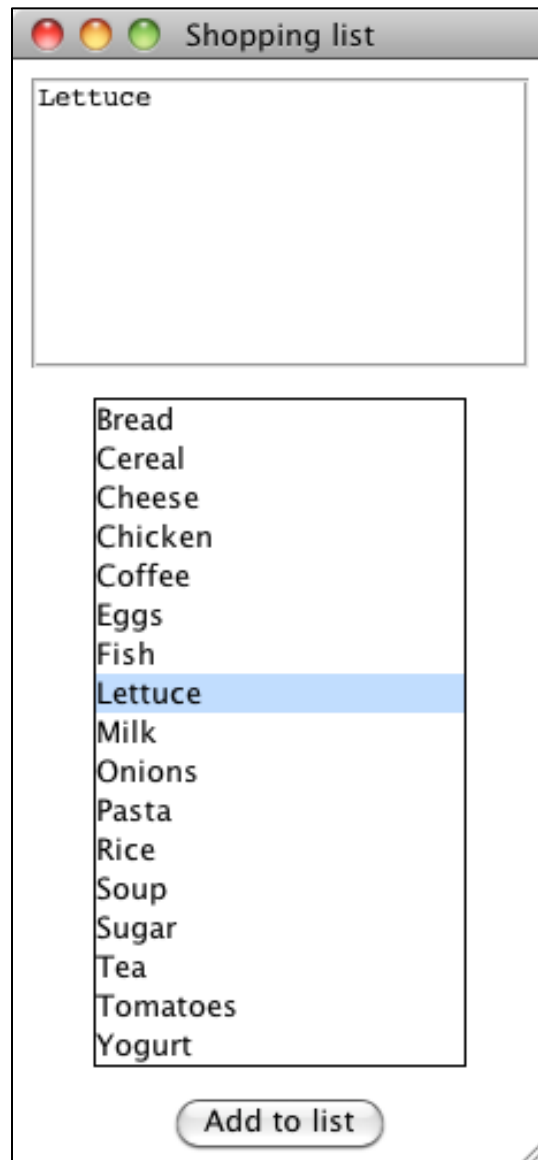 Shopping list
Lettuce
Bread
Cereal
Cheese
Chicken
Coffee
Eggs
Fish
Lettuce
Milk
Onions
Pasta
Rice
Soup
Sugar
Tea
Tomatoes
Yogurt
Add to list